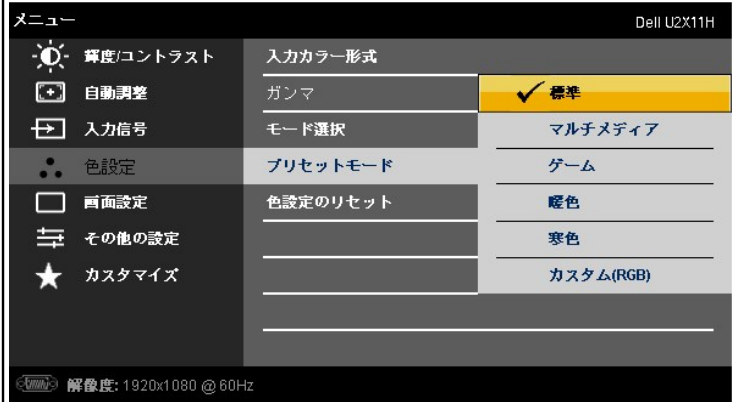 メニュー
Dell U2X11H
輝度/コントラスト
自動調整
入力信号
色設定
画面設定
その他の設定
カスタマイズ
入力カラー形式
ガンマ
モード選択
プリセットモード
色設定のリセット
標準
マルチメディア
ゲーム
暖色
寒色
カスタム(RGB)
解像度: 1920x1080 @ 60Hz